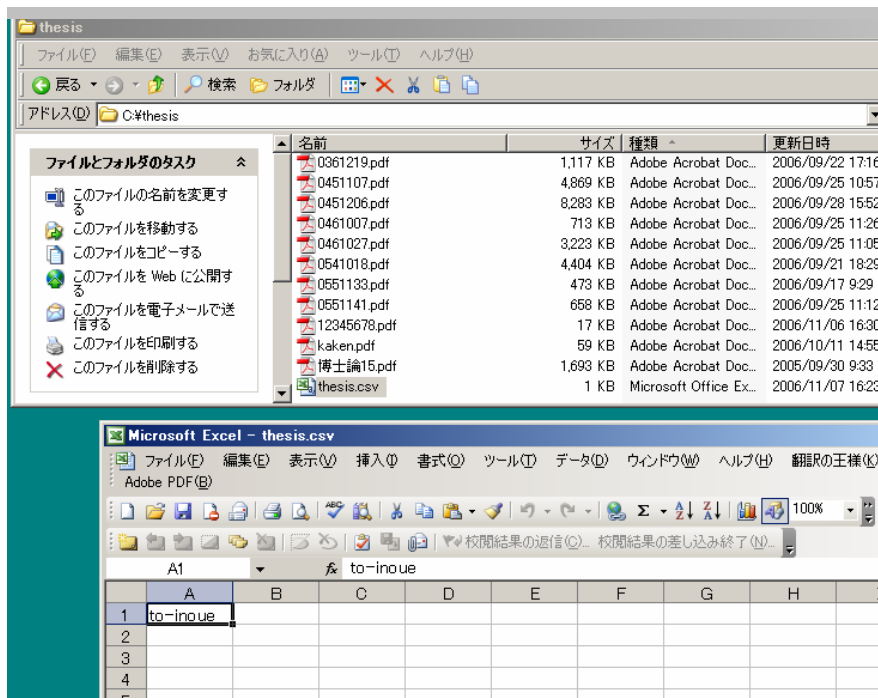 thesis
ファイル(F) 編集(E) 表示(V) お気に入り(A) ツール(T) ヘルプ(H)
戻る 検索 フォルダ
アドレス(D) C:¥thesis
名前 サイズ 種類 更新日時
ファイルとフォルダのタスク
このファイルの名前を変更す
る
このファイルを移動する
このファイルをコピーする
このファイルを Web に公開す
る
このファイルを電子メールで送
信する
このファイルを印刷する
このファイルを削除する
0361219.pdf 1,117 KB Adobe Acrobat Doc... 2006/09/22 17:16
0451107.pdf 4,869 KB Adobe Acrobat Doc... 2006/09/25 10:57
0451206.pdf 8,283 KB Adobe Acrobat Doc... 2006/09/28 15:52
0461007.pdf 713 KB Adobe Acrobat Doc... 2006/09/25 11:26
0461027.pdf 3,223 KB Adobe Acrobat Doc... 2006/09/25 11:05
0541018.pdf 4,404 KB Adobe Acrobat Doc... 2006/09/21 18:29
0551133.pdf 473 KB Adobe Acrobat Doc... 2006/09/17 9:29
0551141.pdf 658 KB Adobe Acrobat Doc... 2006/09/25 11:12
12345678.pdf 17 KB Adobe Acrobat Doc... 2006/11/06 16:30
kaken.pdf 59 KB Adobe Acrobat Doc... 2006/10/11 14:55
博士論15.pdf 1,693 KB Adobe Acrobat Doc... 2005/09/30 9:33
thesis.csv 1 KB Microsoft Office Ex... 2006/11/07 16:23
Microsoft Excel - thesis.csv
ファイル(F) 編集(E) 表示(V) 挿入(I) 書式(O) ツール(T) データ(D) ウィンドウ(W) ヘルプ(H) 翻訳の王様(K)
Adobe PDF(B)
100%
校閲結果の返信(C)... 校閲結果の差し込み終了(N)...
A1 fx to-inoue
A B C D E F G H
1 to-inoue
2
3
4